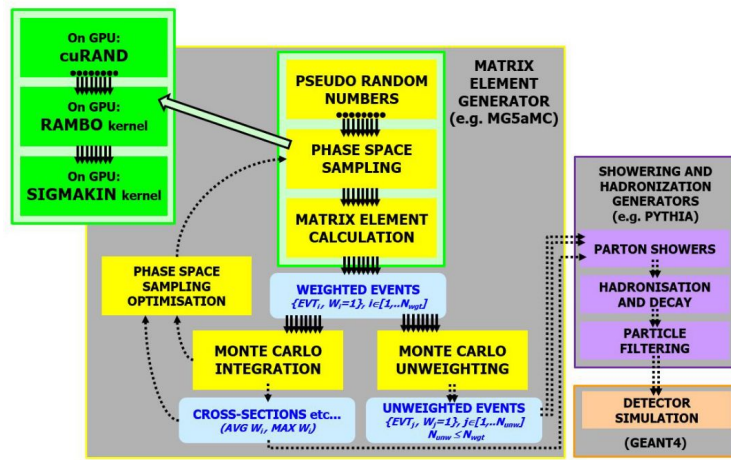 On GPU:
cuRAND
On GPU:
RAMBO kernel
On GPU:
SIGMAKIN kernel
PSEUDO RANDOM
NUMBERS
PHASE SPACE
SAMPLING
MATRIX ELEMENT
CALCULATION
MATRIX
ELEMENT
GENERATOR
(e.g. MG5aMC)
PHASE SPACE
SAMPLING
OPTIMISATION
WEIGHTED EVENTS
{EVTi, Wi=1}, i∈[1,..Nwgt]
MONTE CARLO
INTEGRATION
MONTE CARLO
UNWEIGHTING
CROSS-SECTIONS etc...
(AVG Wi, MAX Wi)
UNWEIGHTED EVENTS
{EVTj, Wj=1}, j∈[1,..Nunw]
Nunw ≤ Nwgt
SHOWERING AND
HADRONIZATION
GENERATORS
(e.g. PYTHIA)
PARTON SHOWERS
HADRONISATION
AND DECAY
PARTICLE
FILTERING
DETECTOR
SIMULATION
(GEANT4)